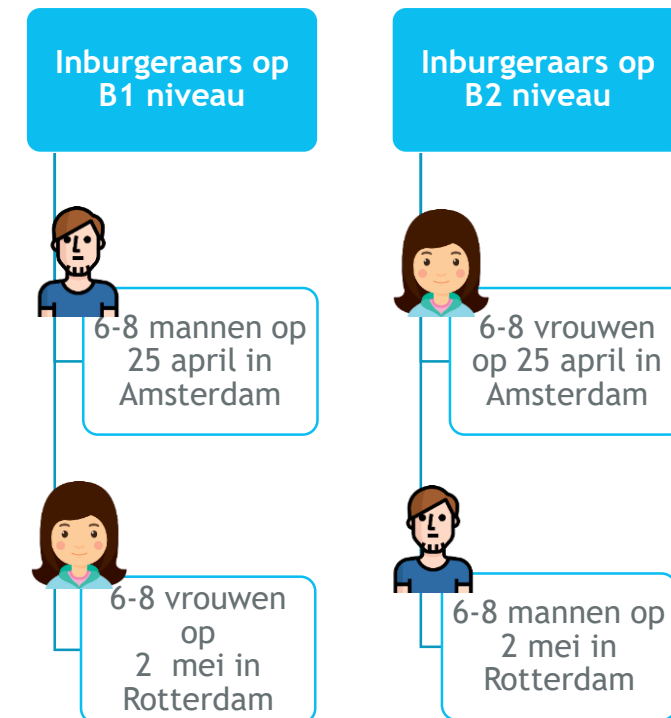 Inburgeraars op
B1 niveau
6-8 mannen op
25 april in
Amsterdam
6-8 vrouwen
op
2 mei in
Rotterdam
Inburgeraars op
B2 niveau
6-8 vrouwen
op 25 april in
Amsterdam
6-8 mannen op
2 mei in
Rotterdam